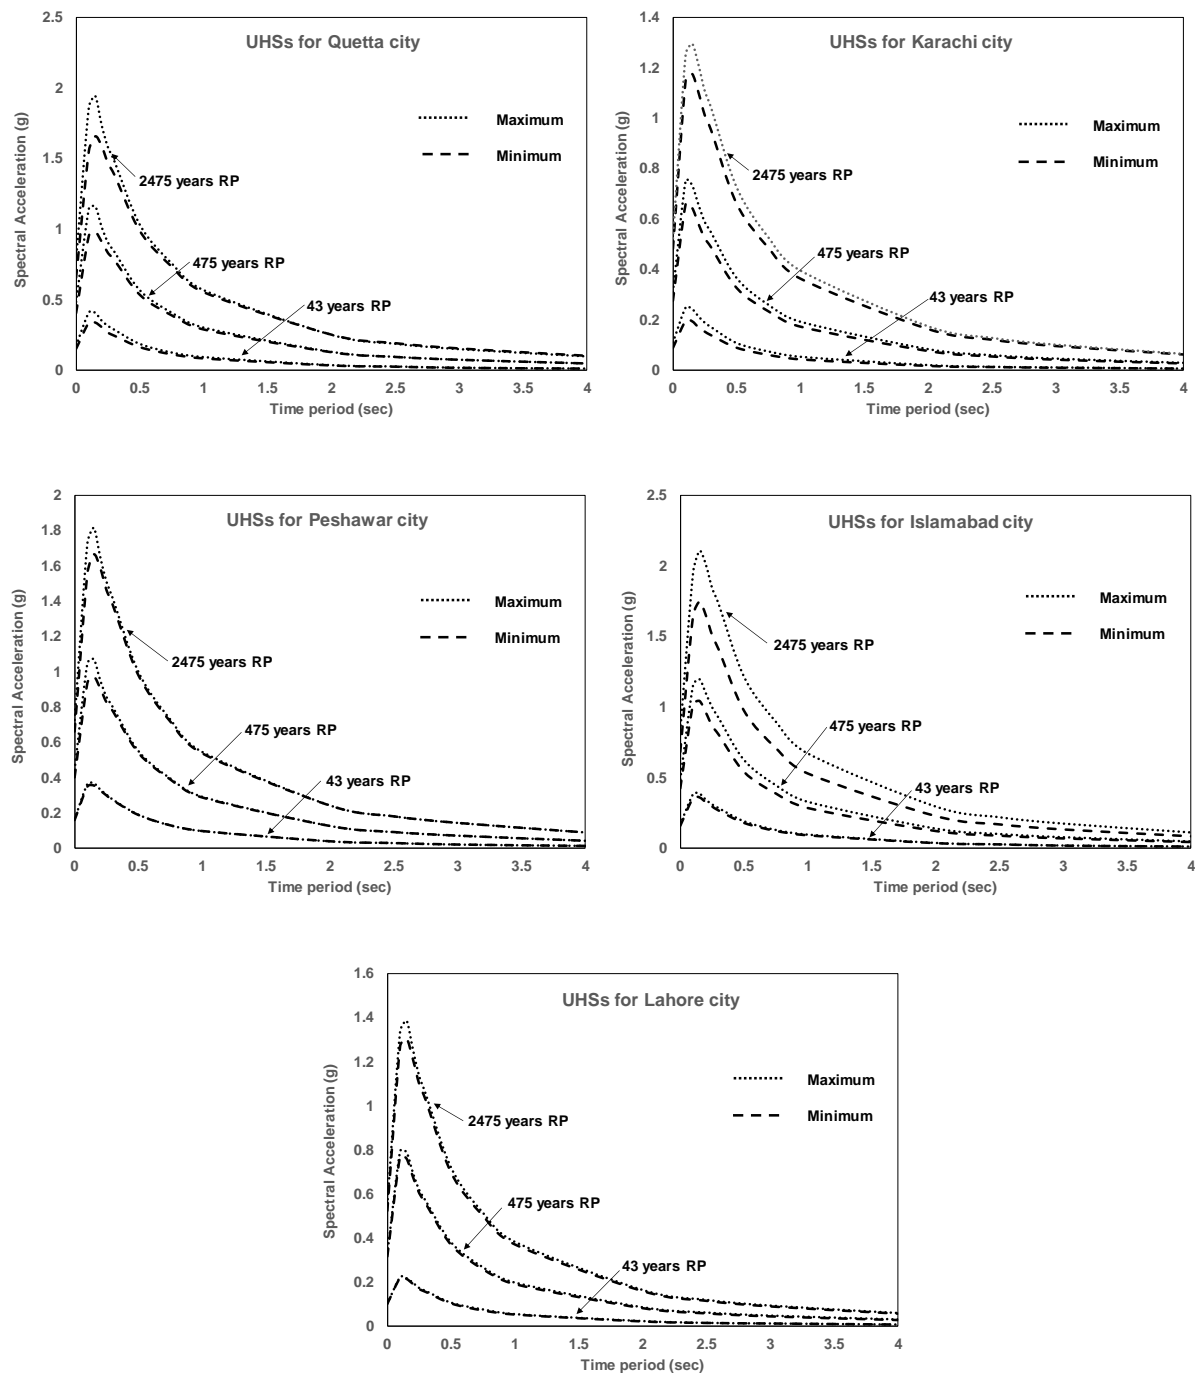 UHSs for Quetta city
Spectral Acceleration (g)
2.5
2
1.5
1
0.5
0
Maximum
Minimum
2475 years RP
475 years RP
43 years RP
0 0.5 1 1.5 2 2.5 3 3.5 4
Time period (sec)
UHSs for Karachi city
Spectral Acceleration (g)
1.4
1.2
1
0.8
0.6
0.4
0.2
0
Maximum
Minimum
2475 years RP
475 years RP
43 years RP
0 0.5 1 1.5 2 2.5 3 3.5 4
Time period (sec)
UHSs for Peshawar city
Spectral Acceleration (g)
2
1.8
1.6
1.4
1.2
1
0.8
0.6
0.4
0.2
0
Maximum
Minimum
2475 years RP
475 years RP
43 years RP
0 0.5 1 1.5 2 2.5 3 3.5 4
Time period (sec)
UHSs for Islamabad city
Spectral Acceleration (g)
2.5
2
1.5
1
0.5
0
Maximum
Minimum
2475 years RP
475 years RP
43 years RP
0 0.5 1 1.5 2 2.5 3 3.5 4
Time period (sec)
UHSs for Lahore city
Spectral Acceleration (g)
1.6
1.4
1.2
1
0.8
0.6
0.4
0.2
0
Maximum
Minimum
2475 years RP
475 years RP
43 years RP
0 0.5 1 1.5 2 2.5 3 3.5 4
Time period (sec)